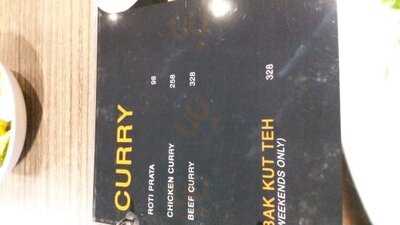 CURRY
ROTI PRATA 98
CHICKEN CURRY 258
BEEF CURRY 328
BAK KUT TEH 328
(WEEKENDS ONLY)